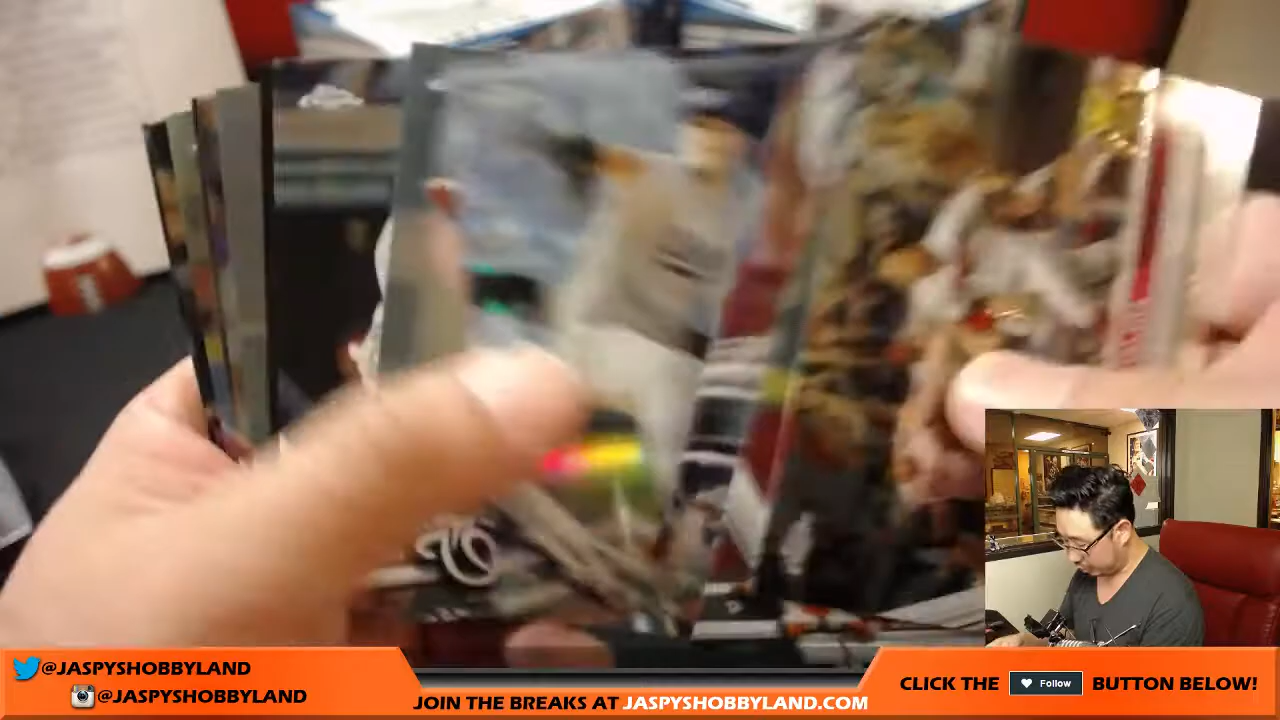 @JASPYSHOBBYLAND
@JASPYSHOBBYLAND
JOIN THE BREAKS AT JASPYSHOBBYLAND.COM
CLICK THE Follow BUTTON BELOW!